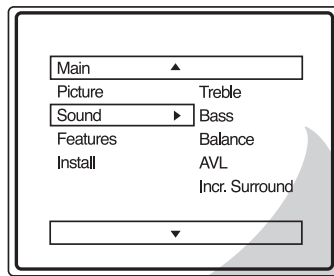 Main
Picture Treble
Sound Bass
Features Balance
Install AVL
Incr. Surround